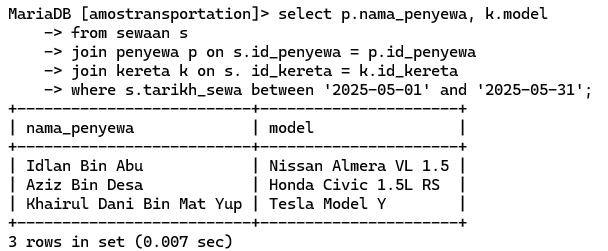 MariaDB [amostransportation]> select p.nama_penyewa, k.model
    -> from sewaan s
    -> join penyewa p on s.id_penyewa = p.id_penyewa
    -> join kereta k on s. id_kereta = k.id_kereta
    -> where s.tarikh_sewa between '2025-05-01' and '2025-05-31';
+--------------------------+----------------------+
| nama_penyewa             | model                |
+--------------------------+----------------------+
| Idlan Bin Abu            | Nissan Almera VL 1.5 |
| Aziz Bin Desa            | Honda Civic 1.5L RS  |
| Khairul Dani Bin Mat Yup | Tesla Model Y        |
+--------------------------+----------------------+
3 rows in set (0.007 sec)